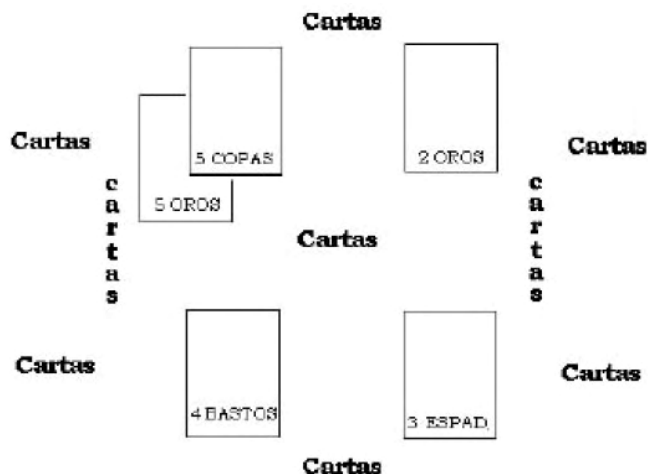 Cartas
5 COPAS
2 OROS
Cartas
Cartas
cartas
cartas
5 OROS
Cartas
Cartas
Cartas
4 BASTOS
3 ESPAD.
Cartas